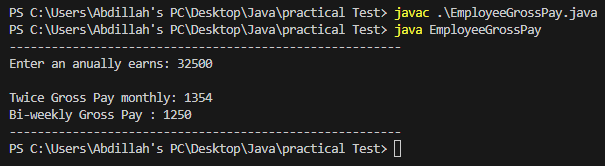 PS C:\Users\Abdillah's PC\Desktop\Java\practical Test> javac .\EmployeeGrossPay.java
PS C:\Users\Abdillah's PC\Desktop\Java\practical Test> java EmployeeGrossPay
--------------------------------------------------------
Enter an anually earns: 32500
Twice Gross Pay monthly: 1354
Bi-weekly Gross Pay : 1250
--------------------------------------------------------
PS C:\Users\Abdillah's PC\Desktop\Java\practical Test>